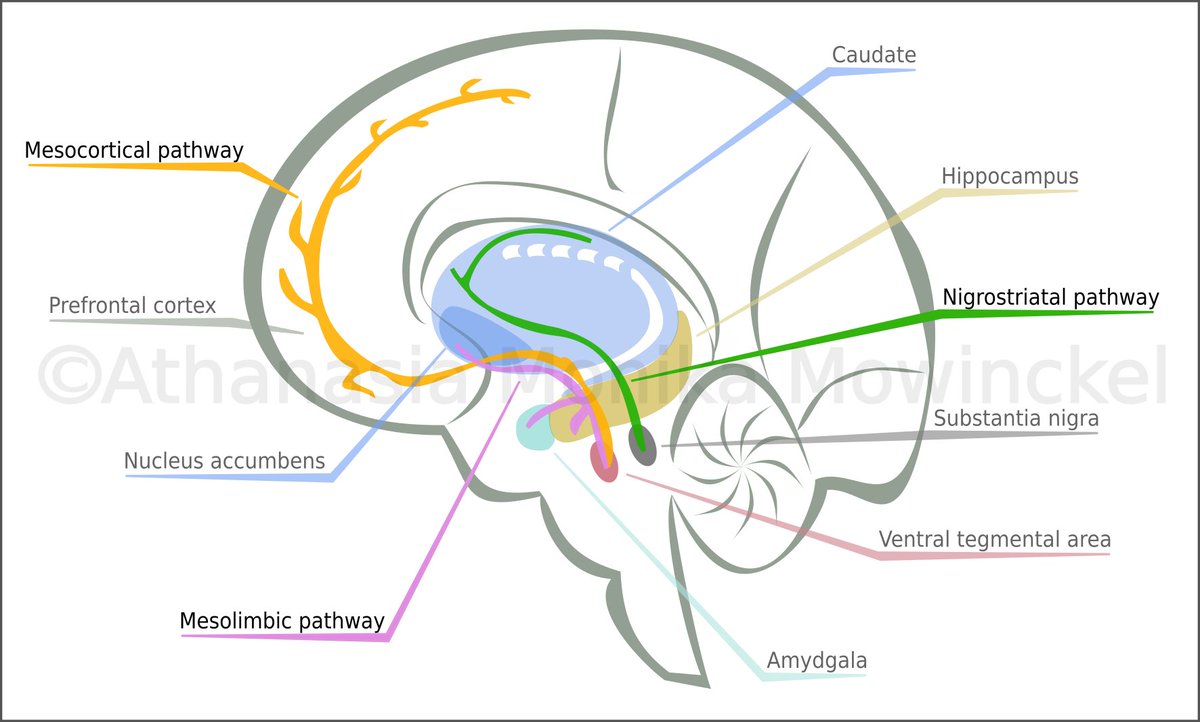 Caudate
Mesocortical pathway
Hippocampus
Prefrontal cortex
Nigrostriatal pathway
©Athanasia Monika Mowinckel
Substantia nigra
Nucleus accumbens
Ventral tegmental area
Mesolimbic pathway
Amydgala